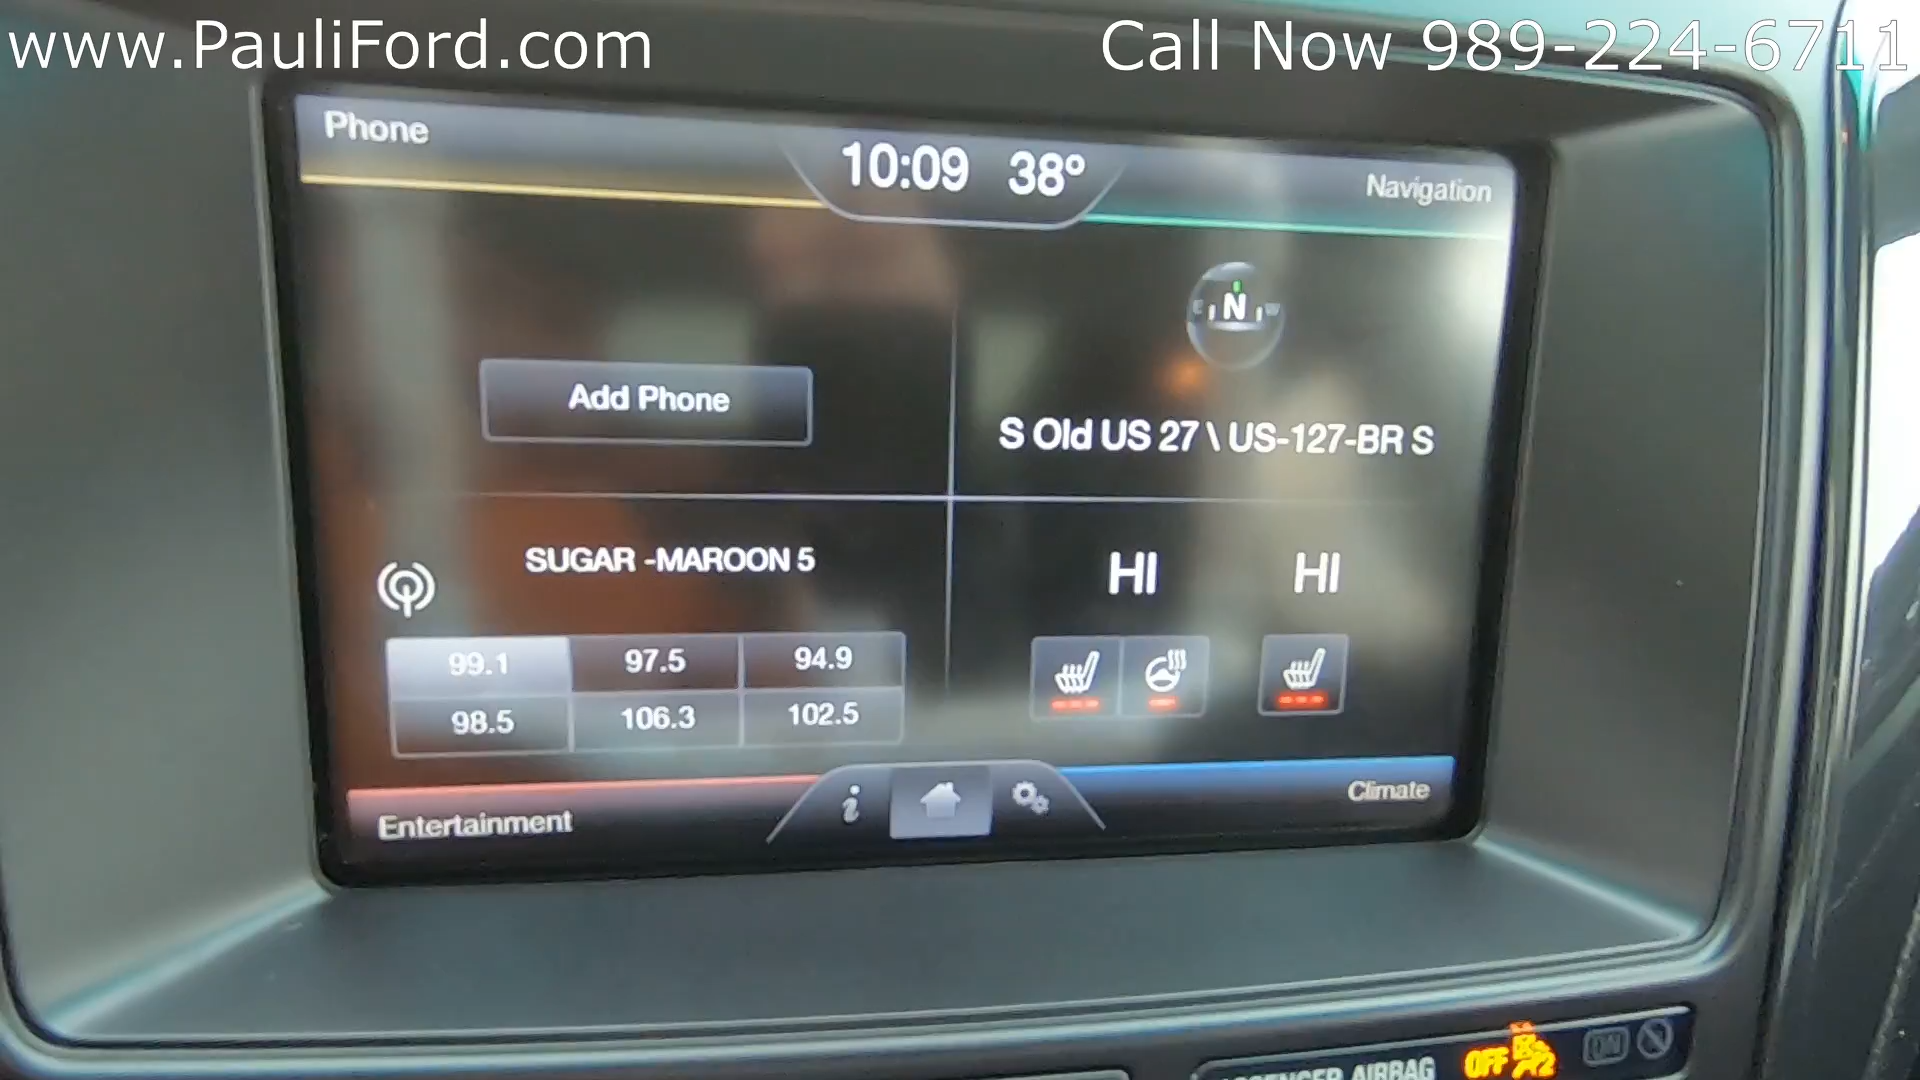 www.PauliFord.com
Call Now 989-224-6711
Phone
10:09 38°
Navigation
N
Add Phone
S Old US 27 \ US-127-BR S
SUGAR -MAROON 5
HI HI
99.1 97.5 94.9
98.5 106.3 102.5
i
Entertainment
Climate
AIRBAG
OFF
ON